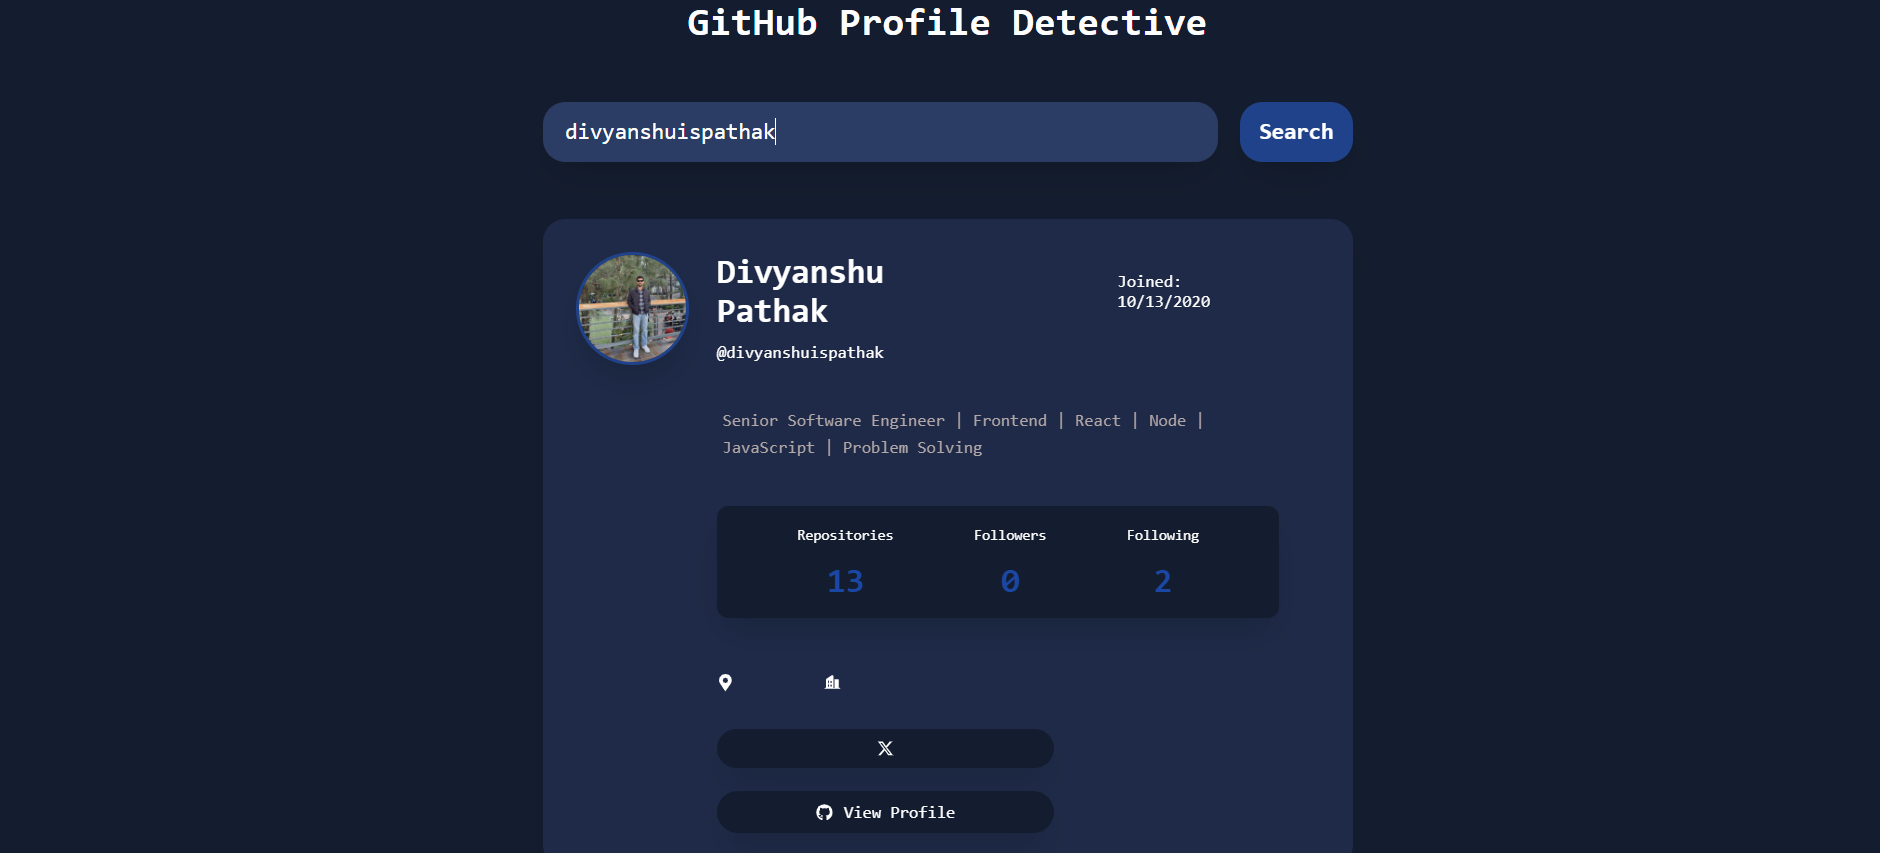 GitHub Profile Detective
divyanshuispathak
Search
Divyanshu
Pathak
Joined:
10/13/2020
@divyanshuispathak
Senior Software Engineer | Frontend | React | Node |
JavaScript | Problem Solving
Repositories Followers Following
13 0 2
View Profile